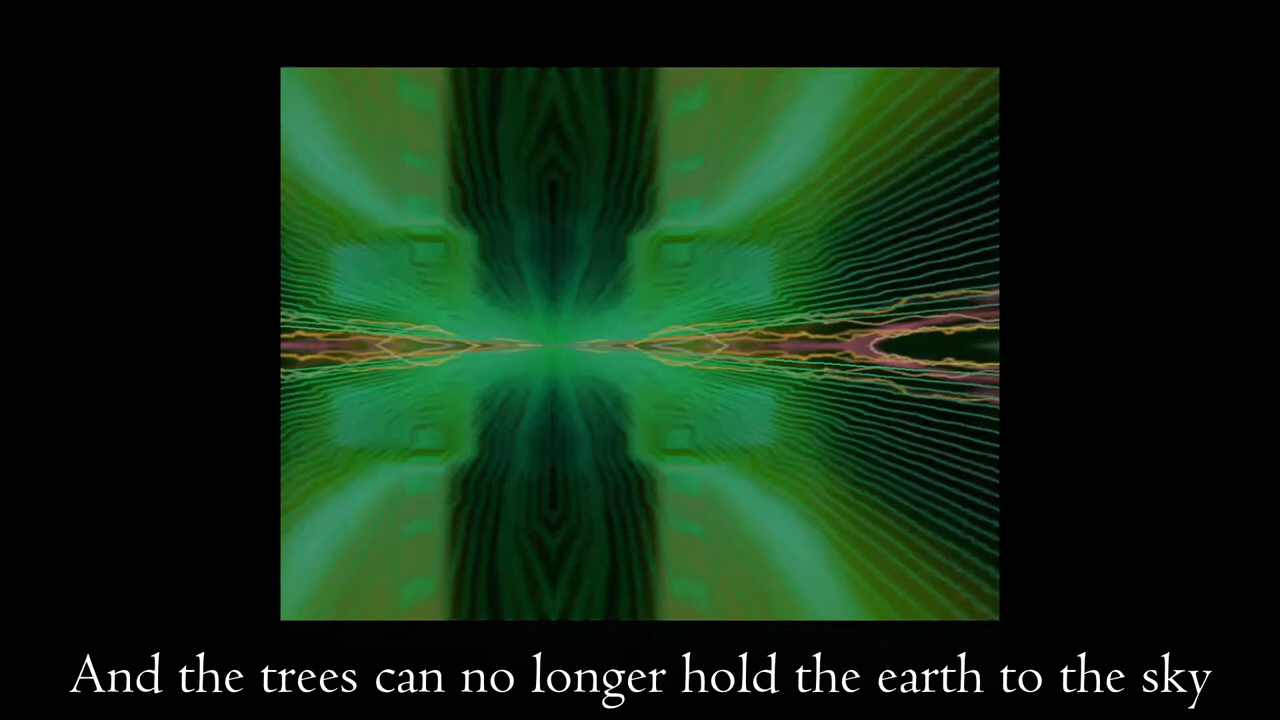 And the trees can no longer hold the earth to the sky